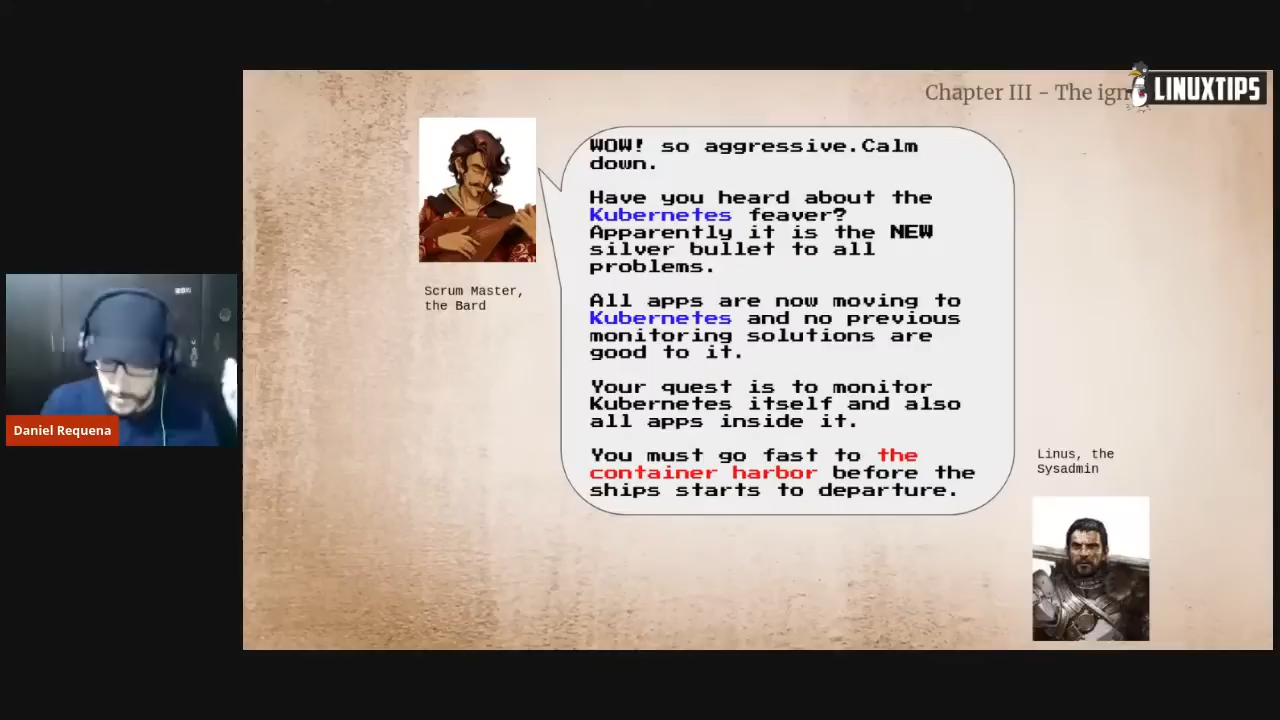 Chapter III - The ign
LINUXTIPS
WOW! so aggressive.Calm
down.
Have you heard about the
Kubernetes feaver?
Apparently it is the NEW
silver bullet to all
problems.
All apps are now moving to
Kubernetes and no previous
monitoring solutions are
good to it.
Your quest is to monitor
Kubernetes itself and also
all apps inside it.
You must go fast to the
container harbor before the
ships starts to departure.
Scrum Master,
the Bard
Daniel Requena
Linus, the
Sysadmin